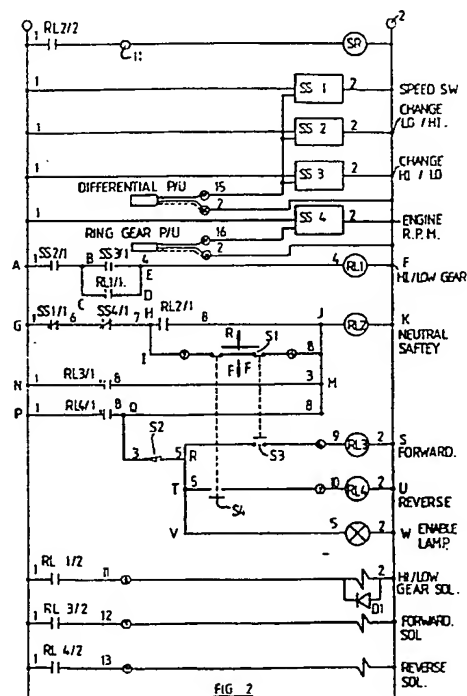 2
1 RL2/2 11 SR
1 SS 1 2 SPEED SW
CHANGE
LO / HI.
1 SS 2 2
CHANGE
HI / LO
1 SS 3 2
DIFFERENTIAL P/U 15
2
1 SS 4 2 ENGINE
R.P.M.
RING GEAR P/U 16
2
A 1 SS2/1 B SS3/1 4 4 RL1 F
E
HI/LOW GEAR
RL1/1.
C D
G SS1/1 SS4/1 H RL2/1 J
1 6 7 8 RL2 K
NEUTRAL
SAFTEY
R S1
I 7 8
F F
N 1 RL3/1 8 3 M
P 1 RL4/1 8 Q 8
S2 9 RL3 2 S
FORWARD.
3 5 R S3
T 5 10 RL4 2 U
REVERSE
S4
V 5 2 W ENABLE
LAMP.
1 RL 1/2 11 2 HI/LOW
GEAR SOL.
D1
1 RL 3/2 12 2 FORWARD.
SOL
1 RL 4/2 13 2 REVERSE
SOL.
FIG 2